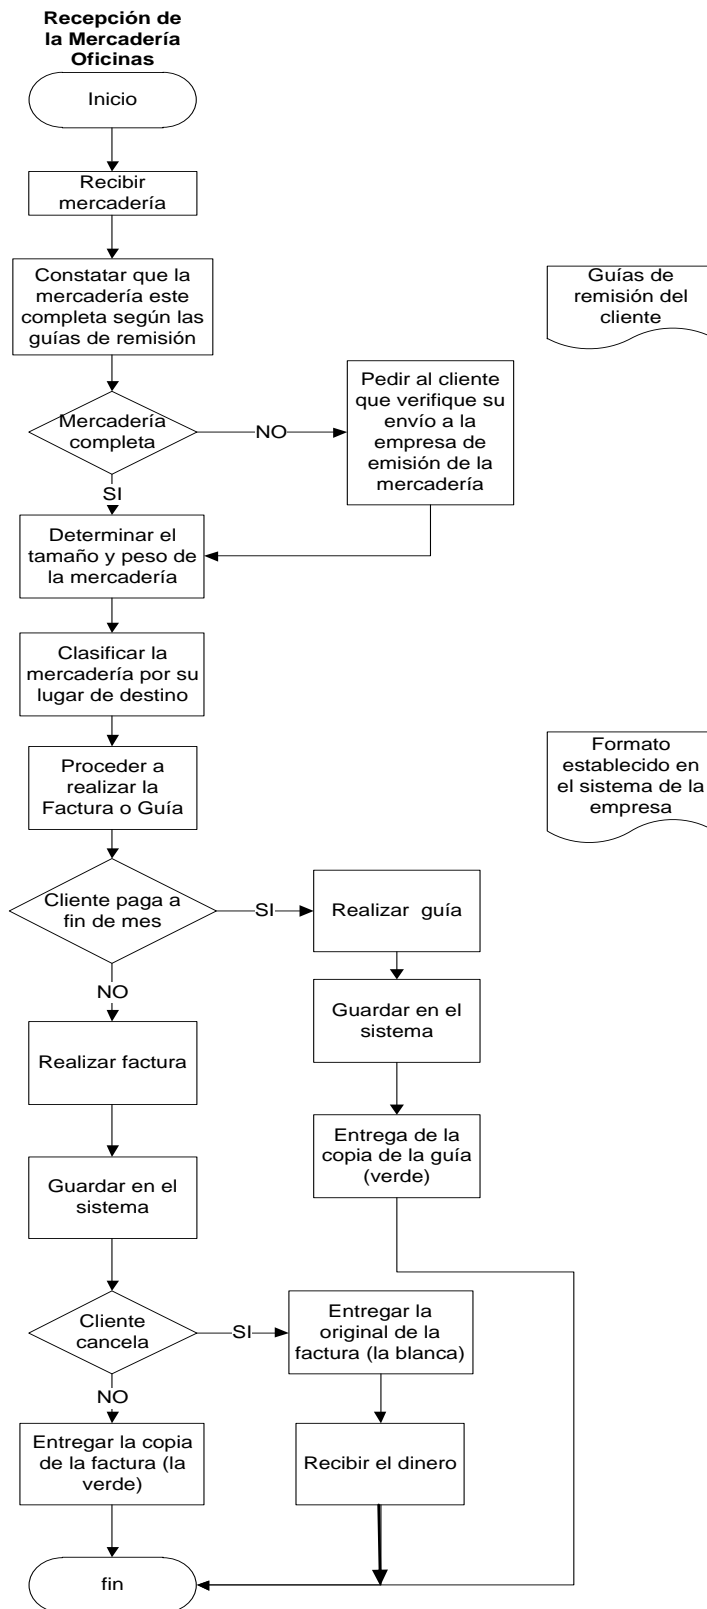 Recepción de
la Mercadería
Oficinas
Inicio
Recibir
mercadería
Constatar que la
mercadería este
completa según las
guías de remisión
Guías de
remisión del
cliente
Mercadería
completa
NO
Pedir al cliente
que verifique su
envío a la
empresa de
emisión de la
mercadería
SI
Determinar el
tamaño y peso de
la mercadería
Clasificar la
mercadería por su
lugar de destino
Proceder a
realizar la
Factura o Guía
Formato
establecido en
el sistema de la
empresa
Cliente paga a
fin de mes
SI
Realizar guía
NO
Guardar en el
sistema
Realizar factura
Entrega de la
copia de la guía
(verde)
Guardar en el
sistema
Cliente
cancela
SI
Entregar la
original de la
factura (la blanca)
NO
Entregar la copia
de la factura (la
verde)
Recibir el dinero
fin